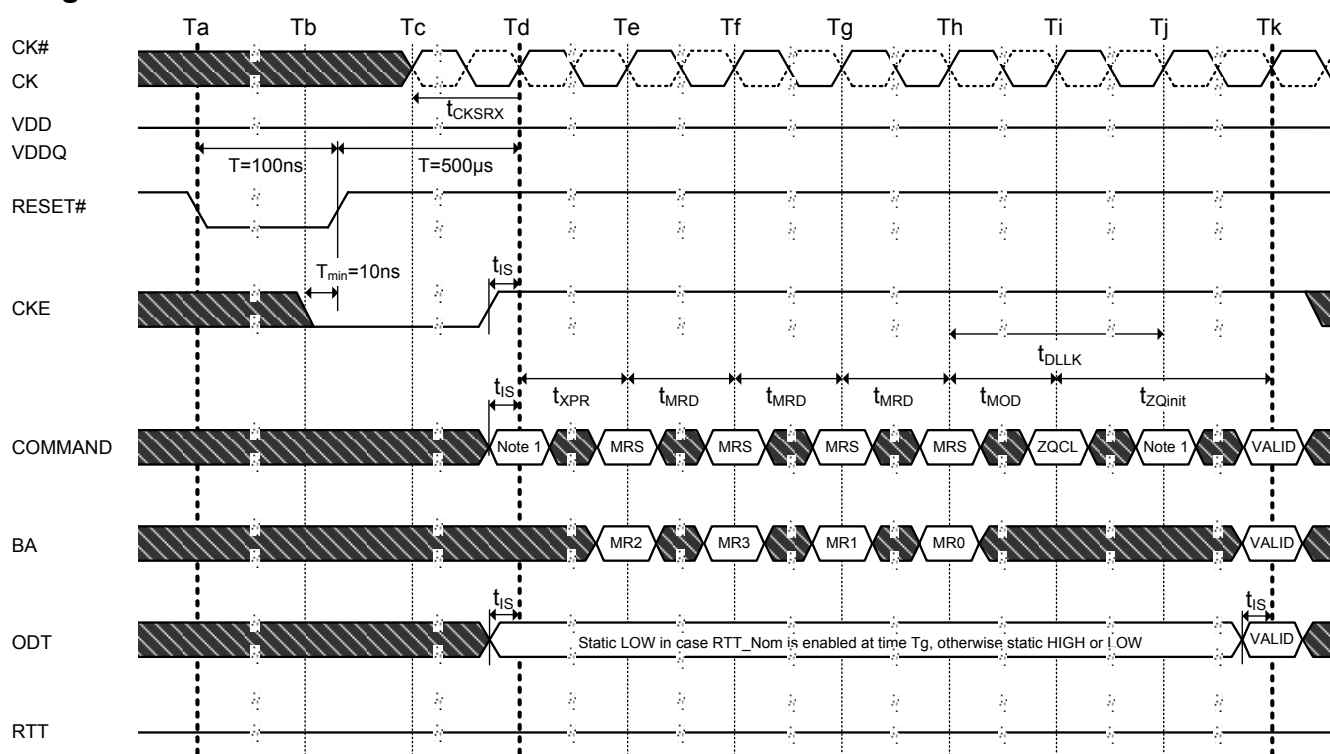 Ta Tb Tc Td Te Tf Tg Th Ti Tj Tk
CK#
CK
tCKSRX
VDD
VDDQ
T=100ns T=500µs
RESET#
Tmin=10ns tIS
CKE
tDLLK
tIS tXPR tMRD tMRD tMRD tMOD tZQinit
COMMAND Note 1 MRS MRS MRS MRS ZQCL Note 1 VALID
BA MR2 MR3 MR1 MR0 VALID
tIS tIS
ODT Static LOW in case RTT_Nom is enabled at time Tg, otherwise static HIGH or LOW VALID
RTT